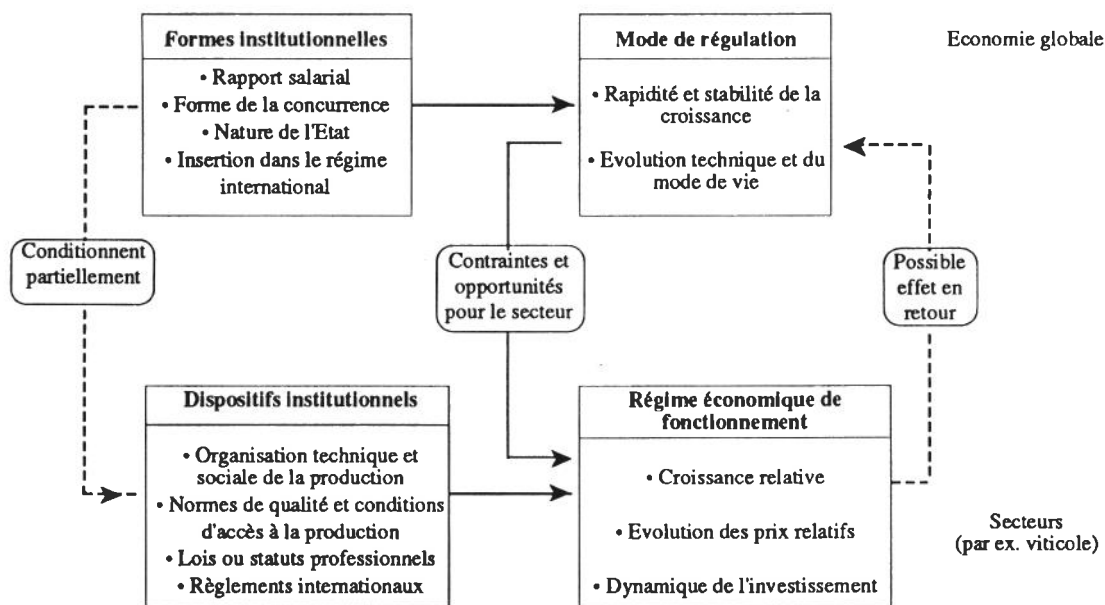 Formes institutionnelles
• Rapport salarial
• Forme de la concurrence
• Nature de l'Etat
• Insertion dans le régime
international
Mode de régulation
• Rapidité et stabilité de la
croissance
• Evolution technique et du
mode de vie
Economie globale
Conditionnent
partiellement
Contraintes et
opportunités
pour le secteur
Possible
effet en
retour
Dispositifs institutionnels
• Organisation technique et
sociale de la production
• Normes de qualité et conditions
d'accès à la production
• Lois ou statuts professionnels
• Règlements internationaux
Régime économique de
fonctionnement
• Croissance relative
• Evolution des prix relatifs
• Dynamique de l'investissement
Secteurs
(par ex. viticole)